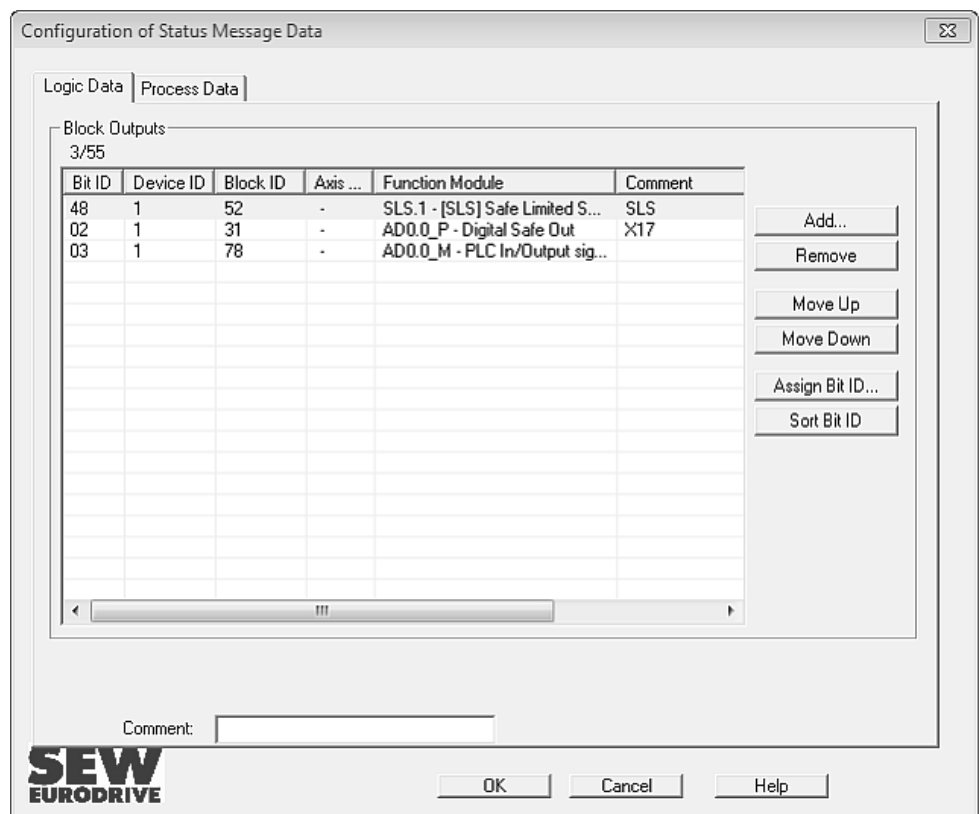 Configuration of Status Message Data
Logic Data Process Data
Block Outputs
3/55
Bit ID Device ID Block ID Axis ... Function Module Comment
48 1 52 - SLS.1 - [SLS] Safe Limited S... SLS
02 1 31 - AD0.0_P - Digital Safe Out X17
03 1 78 - AD0.0_M - PLC In/Output sig...
Add...
Remove
Move Up
Move Down
Assign Bit ID...
Sort Bit ID
Comment:
SEW
EURODRIVE
OK Cancel Help